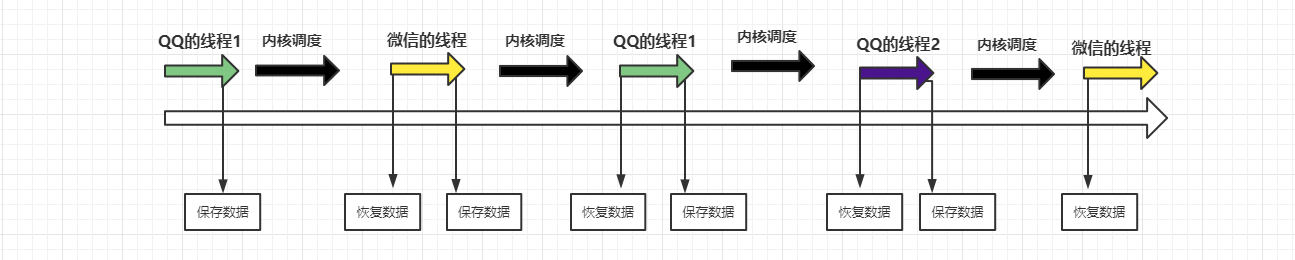 QQ的线程1
内核调度
微信的线程
内核调度
QQ的线程1
内核调度
QQ的线程2
内核调度
微信的线程
保存数据
恢复数据
保存数据
恢复数据
保存数据
恢复数据
保存数据
恢复数据